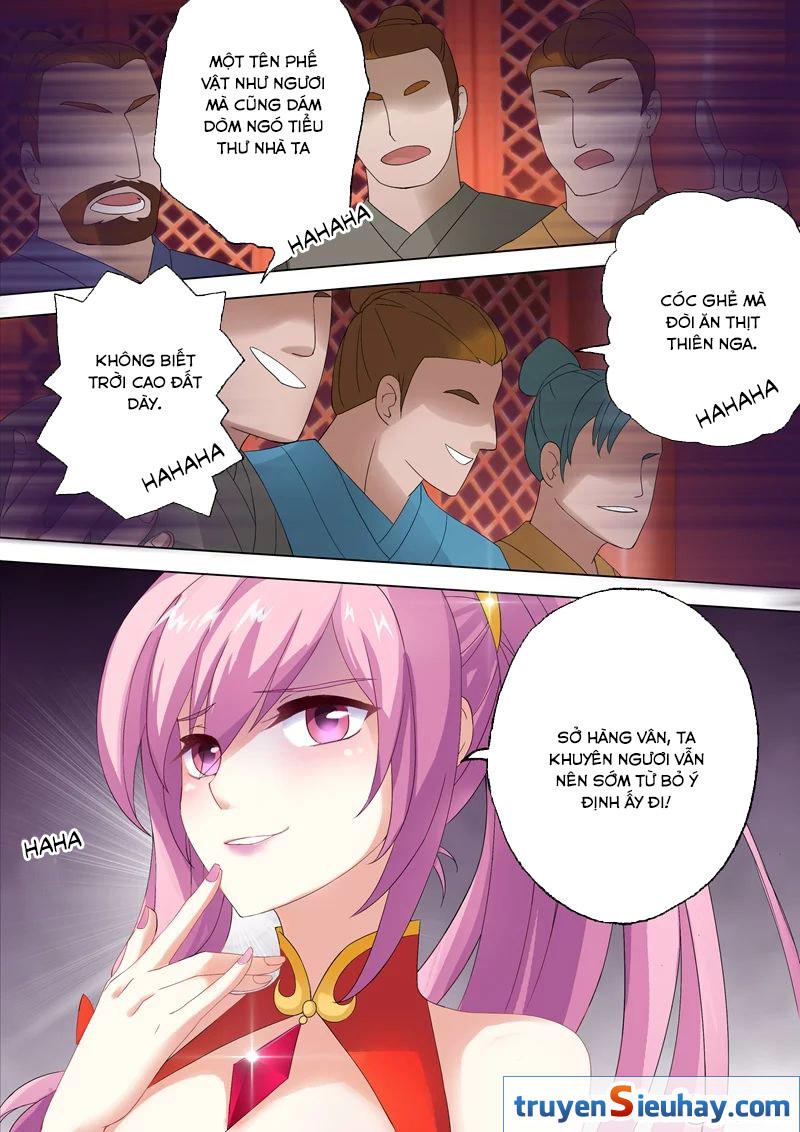 MỘT TÊN PHẾ
VẬT NHƯ NGƯƠI
MÀ CŨNG DÁM
DÒM NGÓ TIỂU
THƯ NHÀ TA
HAHAHA
CÓC GHẺ MÀ
ĐÒI ĂN THỊT
THIÊN NGA.
HAHAHA
KHÔNG BIẾT
TRỜI CAO ĐẤT
DÀY.
HAHAHA
SỞ HÀNG VÂN, TA
KHUYÊN NGƯƠI VẪN
NÊN SỚM TỪ BỎ Ý
ĐỊNH ẤY ĐI!
HAHA
truyenSieuhay.com